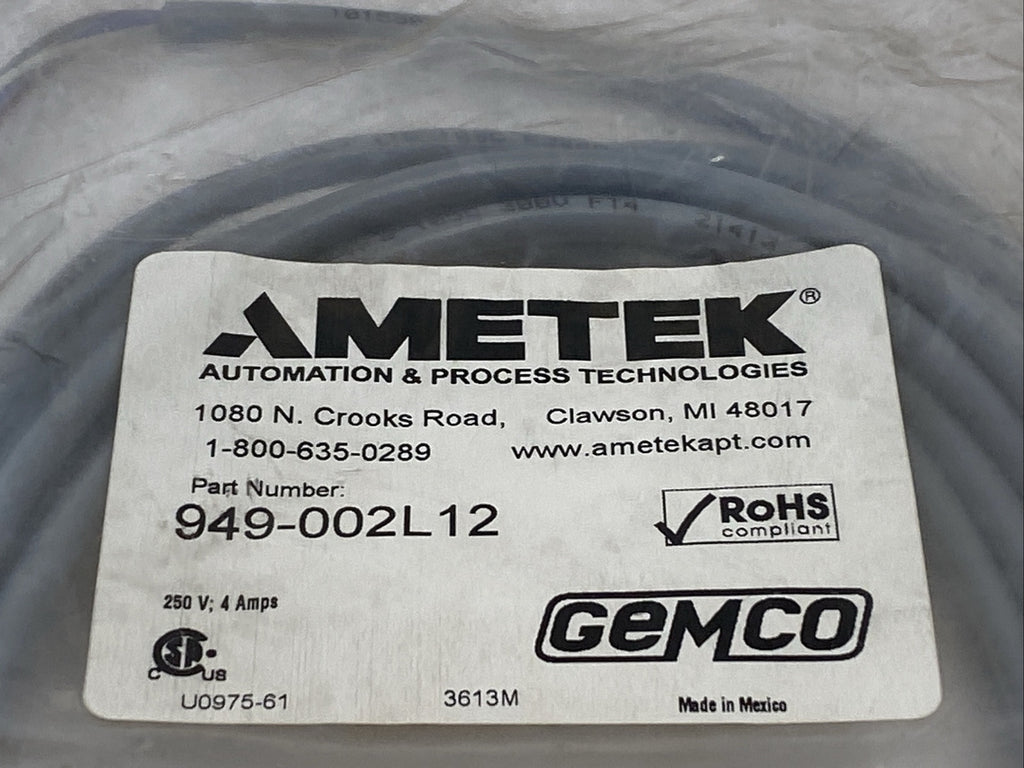 AMETEK®
AUTOMATION & PROCESS TECHNOLOGIES
1080 N. Crooks Road, Clawson, MI 48017
1-800-635-0289 www.ametekapt.com
Part Number:
949-002L12
RoHS
compliant
250 V; 4 Amps
GEMCO
C US
U0975-61 3613M Made in Mexico